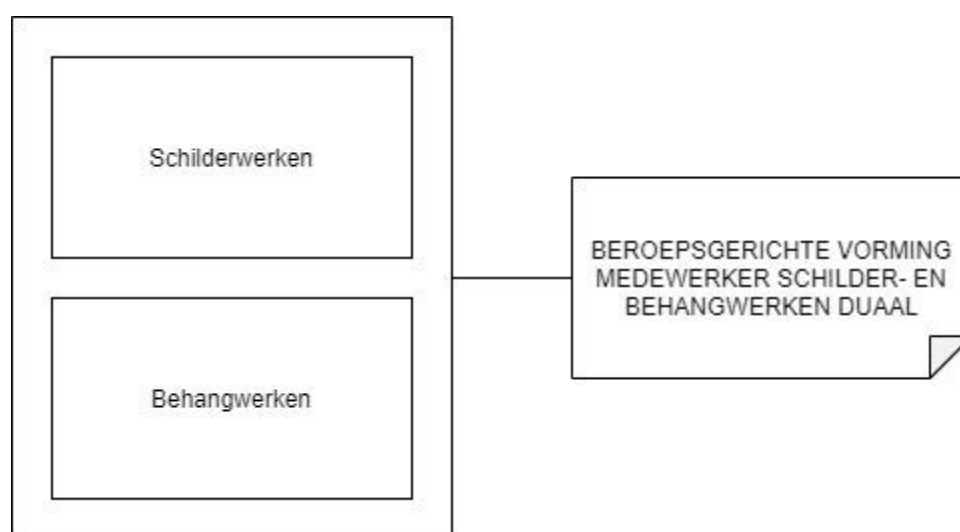 Schilderwerken
Behangwerken
BEROEPSGERICHTE VORMING
MEDEWERKER SCHILDER- EN
BEHANGWERKEN DUAAL